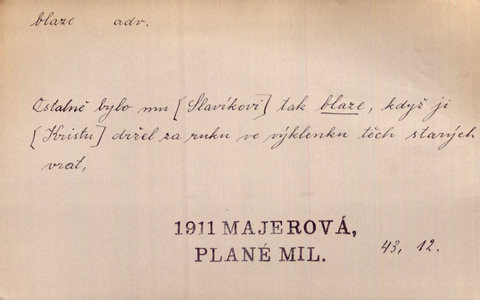 blaze adv.
Ostatně bylo mu [Slavíkovi] tak blaze, když ji
[Kristu] držel za ruku ve výklenku těch starých
vrat,
1911 MAJEROVÁ,
PLANÉ MIL. 43, 12.